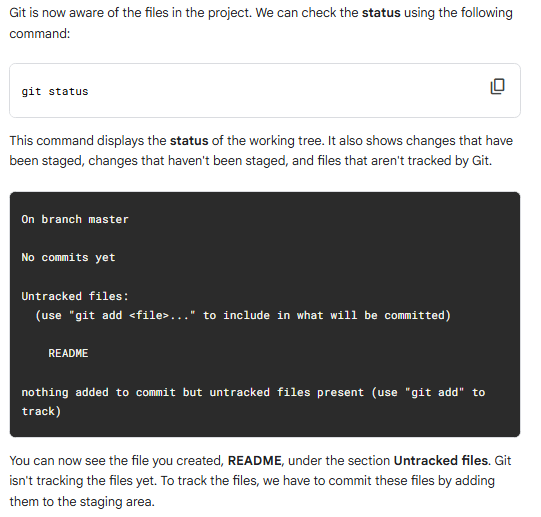 Git is now aware of the files in the project. We can check the status using the following
command:
git status
This command displays the status of the working tree. It also shows changes that have
been staged, changes that haven't been staged, and files that aren't tracked by Git.
On branch master
No commits yet
Untracked files:
(use "git add <file>..." to include in what will be committed)
README
nothing added to commit but untracked files present (use "git add" to
track)
You can now see the file you created, README, under the section Untracked files. Git
isn't tracking the files yet. To track the files, we have to commit these files by adding
them to the staging area.